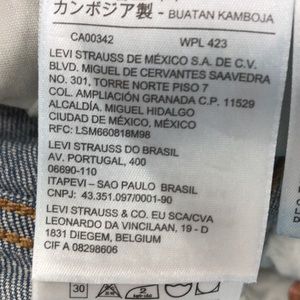 カンボジア製 - BUATAN KAMBOJA
CA00342 WPL 423
LEVI STRAUSS DE MÉXICO S.A. DE C.V.
BLVD. MIGUEL DE CERVANTES SAAVEDRA
NO. 301, TORRE NORTE PISO 7
COL. AMPLIACIÓN GRANADA C.P. 11529
ALCALDÍA. MIGUEL HIDALGO
CIUDAD DE MÉXICO, MÉXICO
RFC: LSM660818M98
LEVI STRAUSS DO BRASIL
AV. PORTUGAL, 400
06690-110
ITAPEVI – SAO PAULO BRASIL
CNPJ: 43.351.097/0001-90
LEVI STRAUSS & CO. EU SCA/CVA
LEONARDO DA VINCILAAN, 19 - D
1831 DIEGEM, BELGIUM
CIF A 08298606
30 2